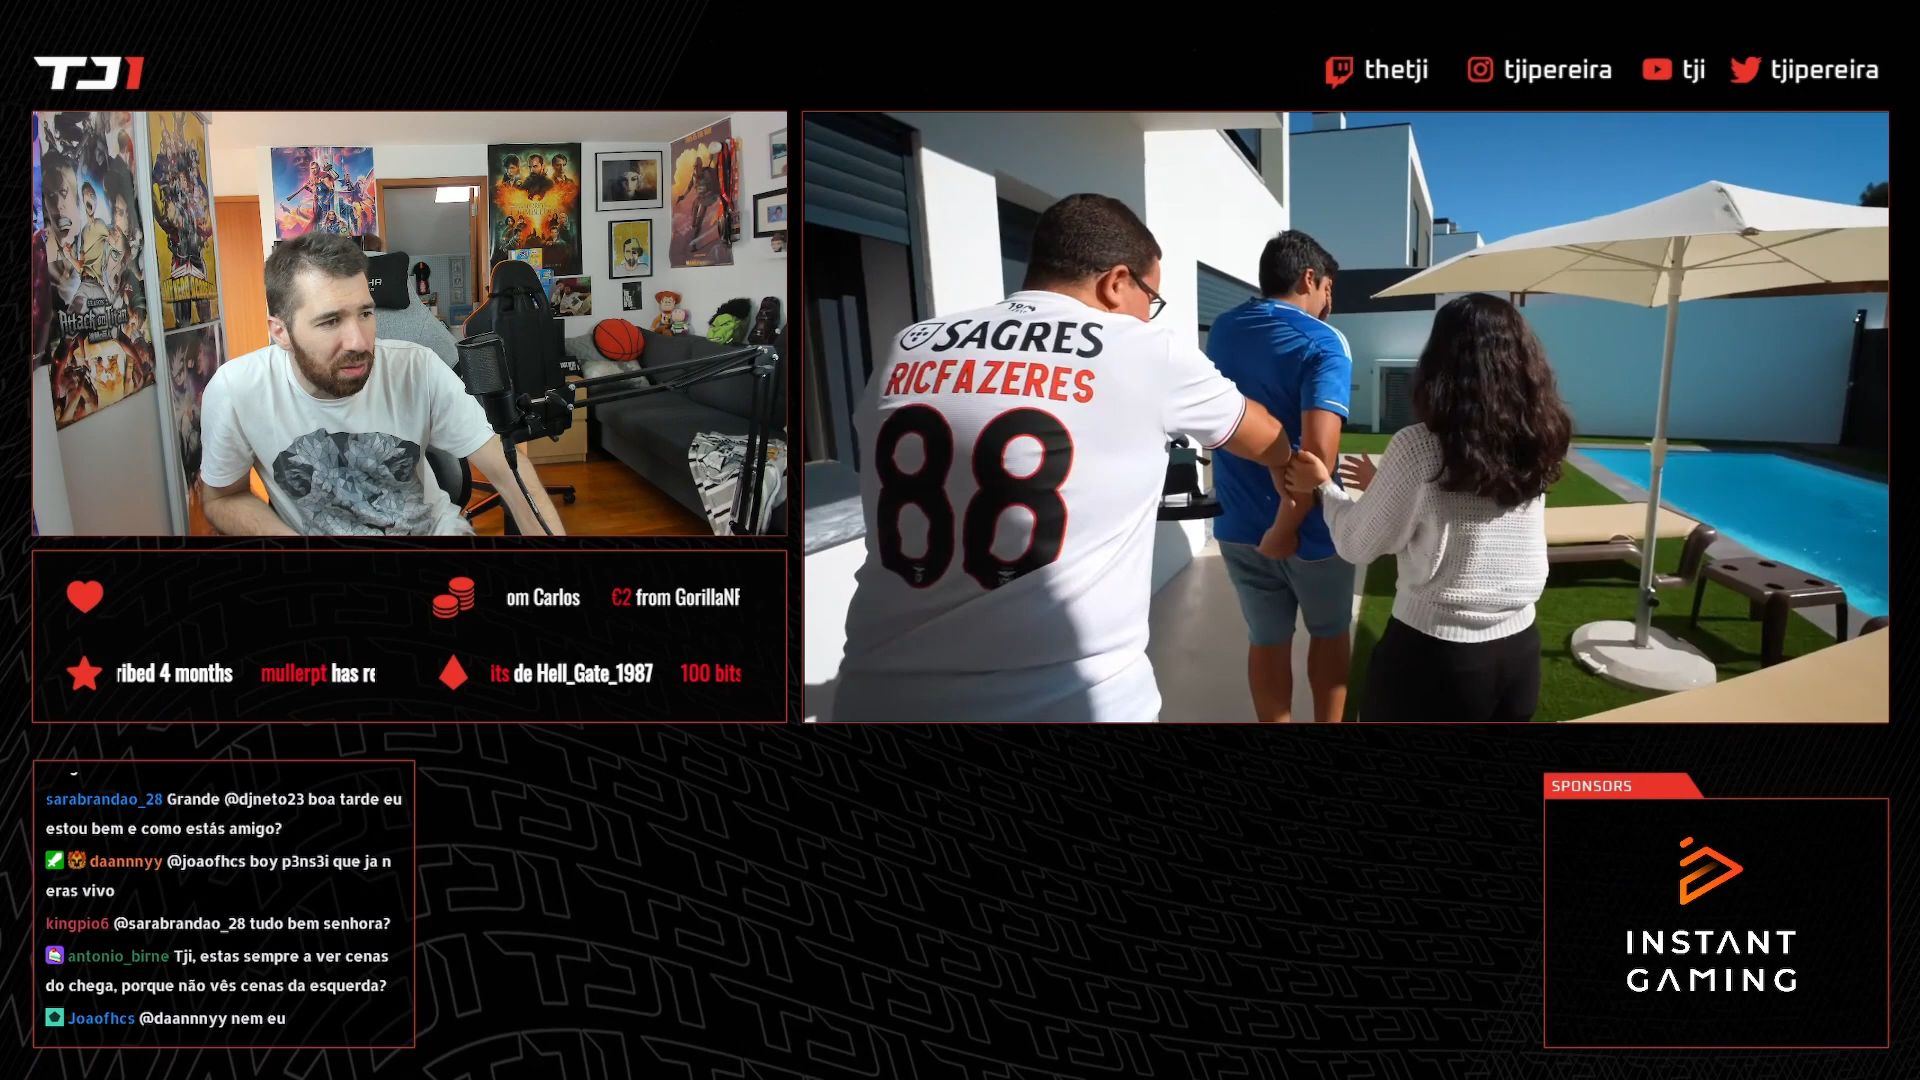 TJ1
thetji
tjipereira
tji
tjipereira
Attack on Titan
SAGRES
RICFAZERES
88
om Carlos €2 from GorillaNF
ribed 4 months mullerpt has re
its de Hell_Gate_1987 100 bits
sarabrandao_28 Grande @djneto23 boa tarde eu
estou bem e como estás amigo?
daannnyy @joaofhcs boy p3ns3i que ja n
eras vivo
kingpio6 @sarabrandao_28 tudo bem senhora?
antonio_birne Tji, estas sempre a ver cenas
do chega, porque não vês cenas da esquerda?
Joaofhcs @daannnyy nem eu
SPONSORS
INSTANT
GAMING